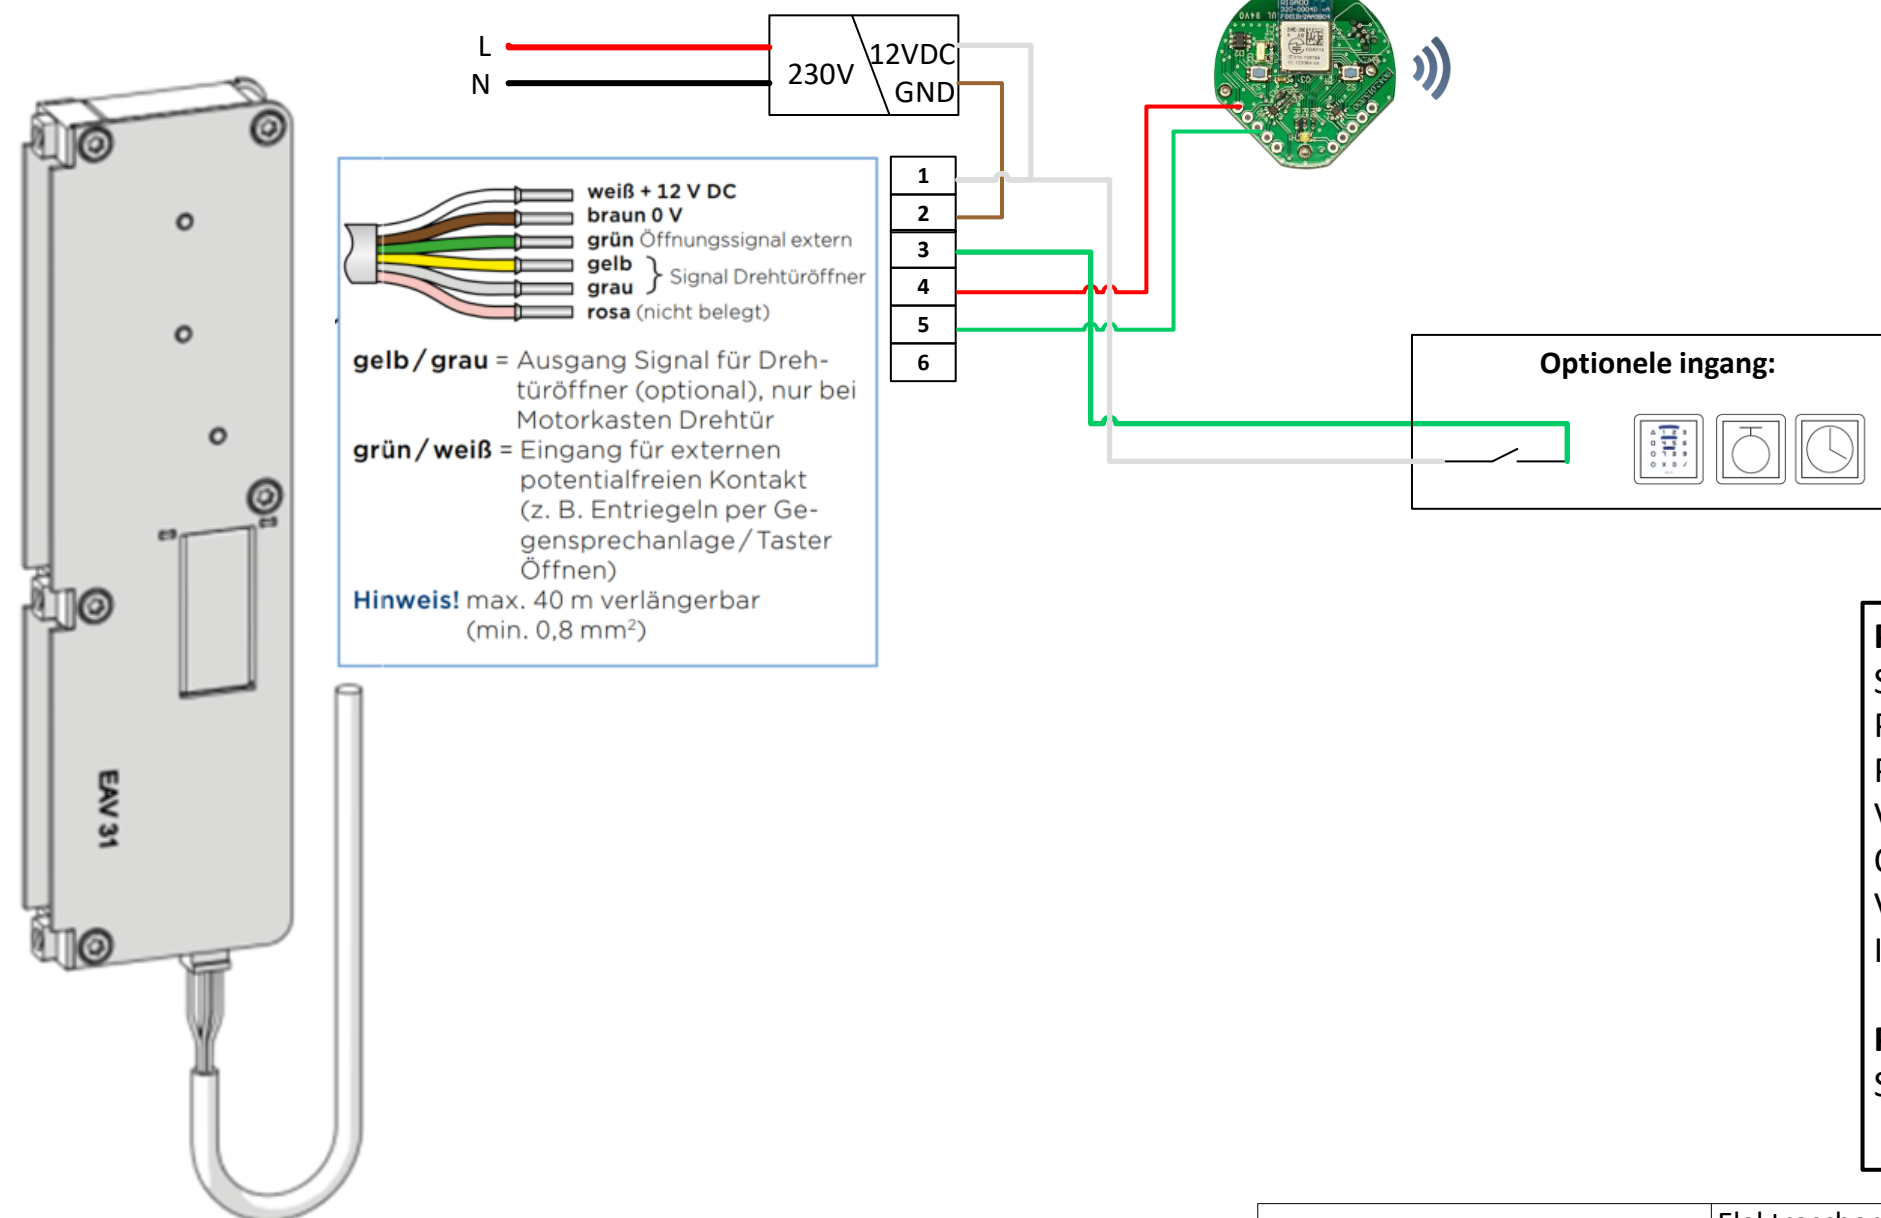 L
N
230V
12VDC
GND
weiß + 12 V DC
braun 0 V
grün Öffnungssignal extern
gelb
grau } Signal Drehtüröffner
rosa (nicht belegt)
gelb / grau = Ausgang Signal für Dreh-
türöffner (optional), nur bei
Motorkasten Drehtür
grün / weiß = Eingang für externen
potentialfreien Kontakt
(z. B. Entriegeln per Ge-
gensprechanlage / Taster
Öffnen)
Hinweis! max. 40 m verlängerbar
(min. 0,8 mm²)
1
2
3
4
5
6
Optionele ingang:
EAV 31